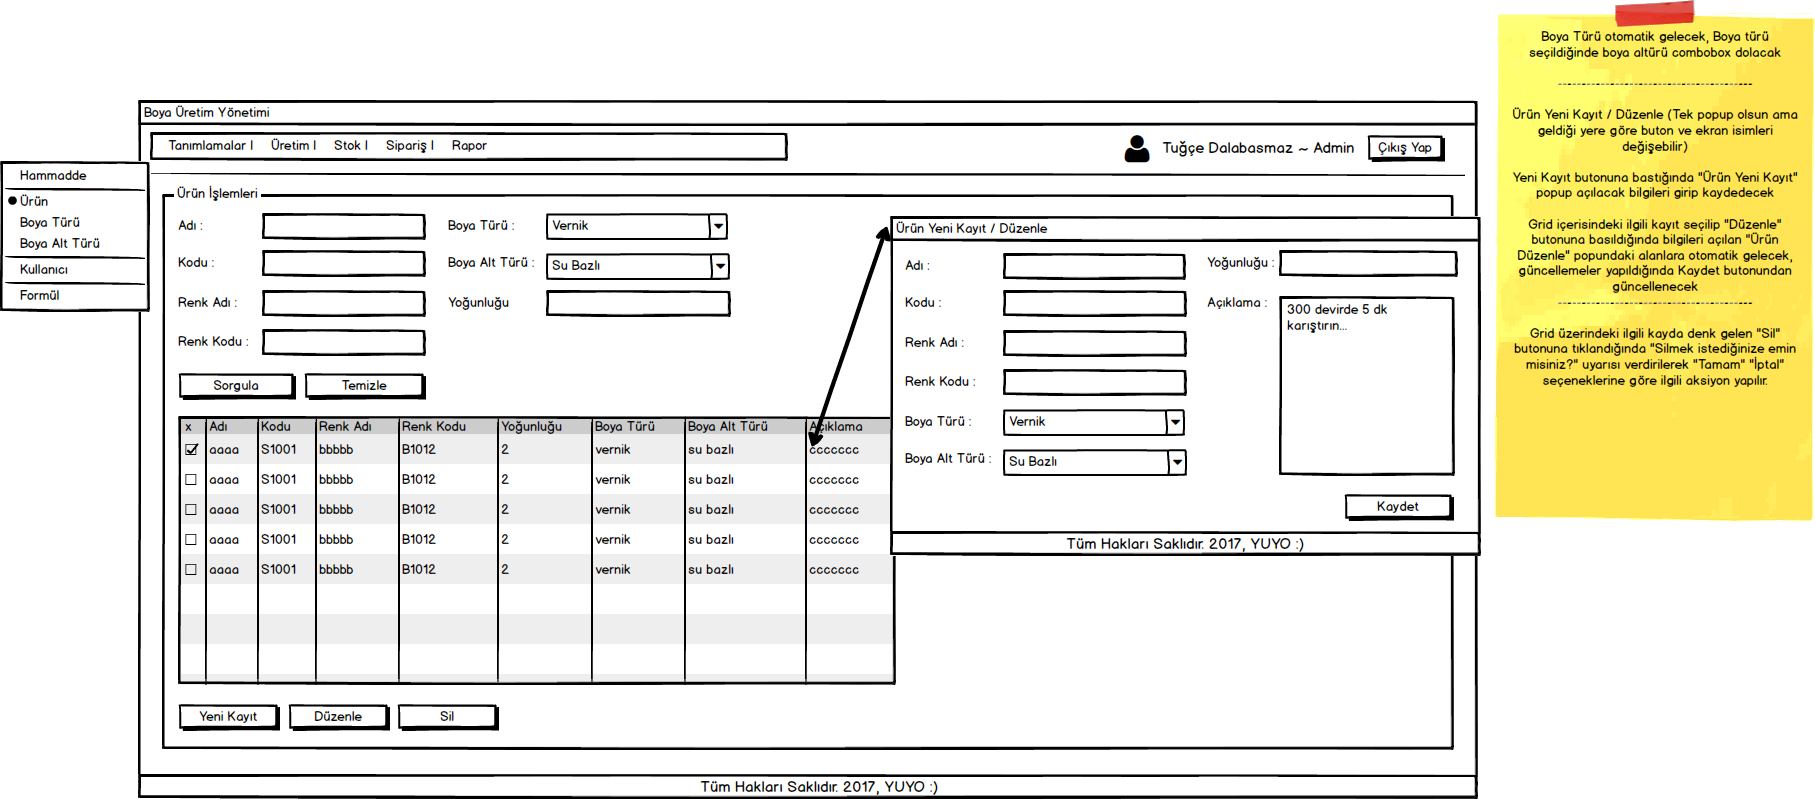 Boya Türü otomatik gelecek, Boya türü
seçildiğinde boya altürü combobox dolacak
----------------------------------------
Ürün Yeni Kayıt / Düzenle (Tek popup olsun ama
geldiği yere göre buton ve ekran isimleri
değişebilir)
Yeni Kayıt butonuna bastığında "Ürün Yeni Kayıt"
popup açılacak bilgileri girip kaydedecek
Grid içerisindeki ilgili kayıt seçilip "Düzenle"
butonuna basıldığında bilgileri açılan "Ürün
Düzenle" popundaki alanlara otomatik gelecek,
güncellemeler yapıldığında Kaydet butonundan
güncellenecek
----------------------------------------
Grid üzerindeki ilgili kayda denk gelen "Sil"
butonuna tıklandığında "Silmek istediğinize emin
misiniz?" uyarısı verdirilerek "Tamam" "İptal"
seçeneklerine göre ilgili aksiyon yapılır.
Boya Üretim Yönetimi
Tanımlamalar | Üretim | Stok | Sipariş | Rapor
Tuğçe Dalabasmaz ~ Admin
Çıkış Yap
Hammadde
Ürün
Boya Türü
Boya Alt Türü
Kullanıcı
Formül
Ürün İşlemleri
Adı :
Boya Türü : Vernik
Kodu :
Boya Alt Türü : Su Bazlı
Renk Adı :
Yoğunluğu
Renk Kodu :
Sorgula
Temizle
x Adı Kodu Renk Adı Renk Kodu Yoğunluğu Boya Türü Boya Alt Türü Açıklama
aaaa S1001 bbbbb B1012 2 vernik su bazlı ccccccc
aaaa S1001 bbbbb B1012 2 vernik su bazlı ccccccc
aaaa S1001 bbbbb B1012 2 vernik su bazlı ccccccc
aaaa S1001 bbbbb B1012 2 vernik su bazlı ccccccc
aaaa S1001 bbbbb B1012 2 vernik su bazlı ccccccc
Yeni Kayıt
Düzenle
Sil
Ürün Yeni Kayıt / Düzenle
Adı :
Yoğunluğu :
Kodu :
Açıklama :
300 devirde 5 dk
karıştırın...
Renk Adı :
Renk Kodu :
Boya Türü : Vernik
Boya Alt Türü : Su Bazlı
Kaydet
Tüm Hakları Saklıdır. 2017, YUYO :)
Tüm Hakları Saklıdır. 2017, YUYO :)